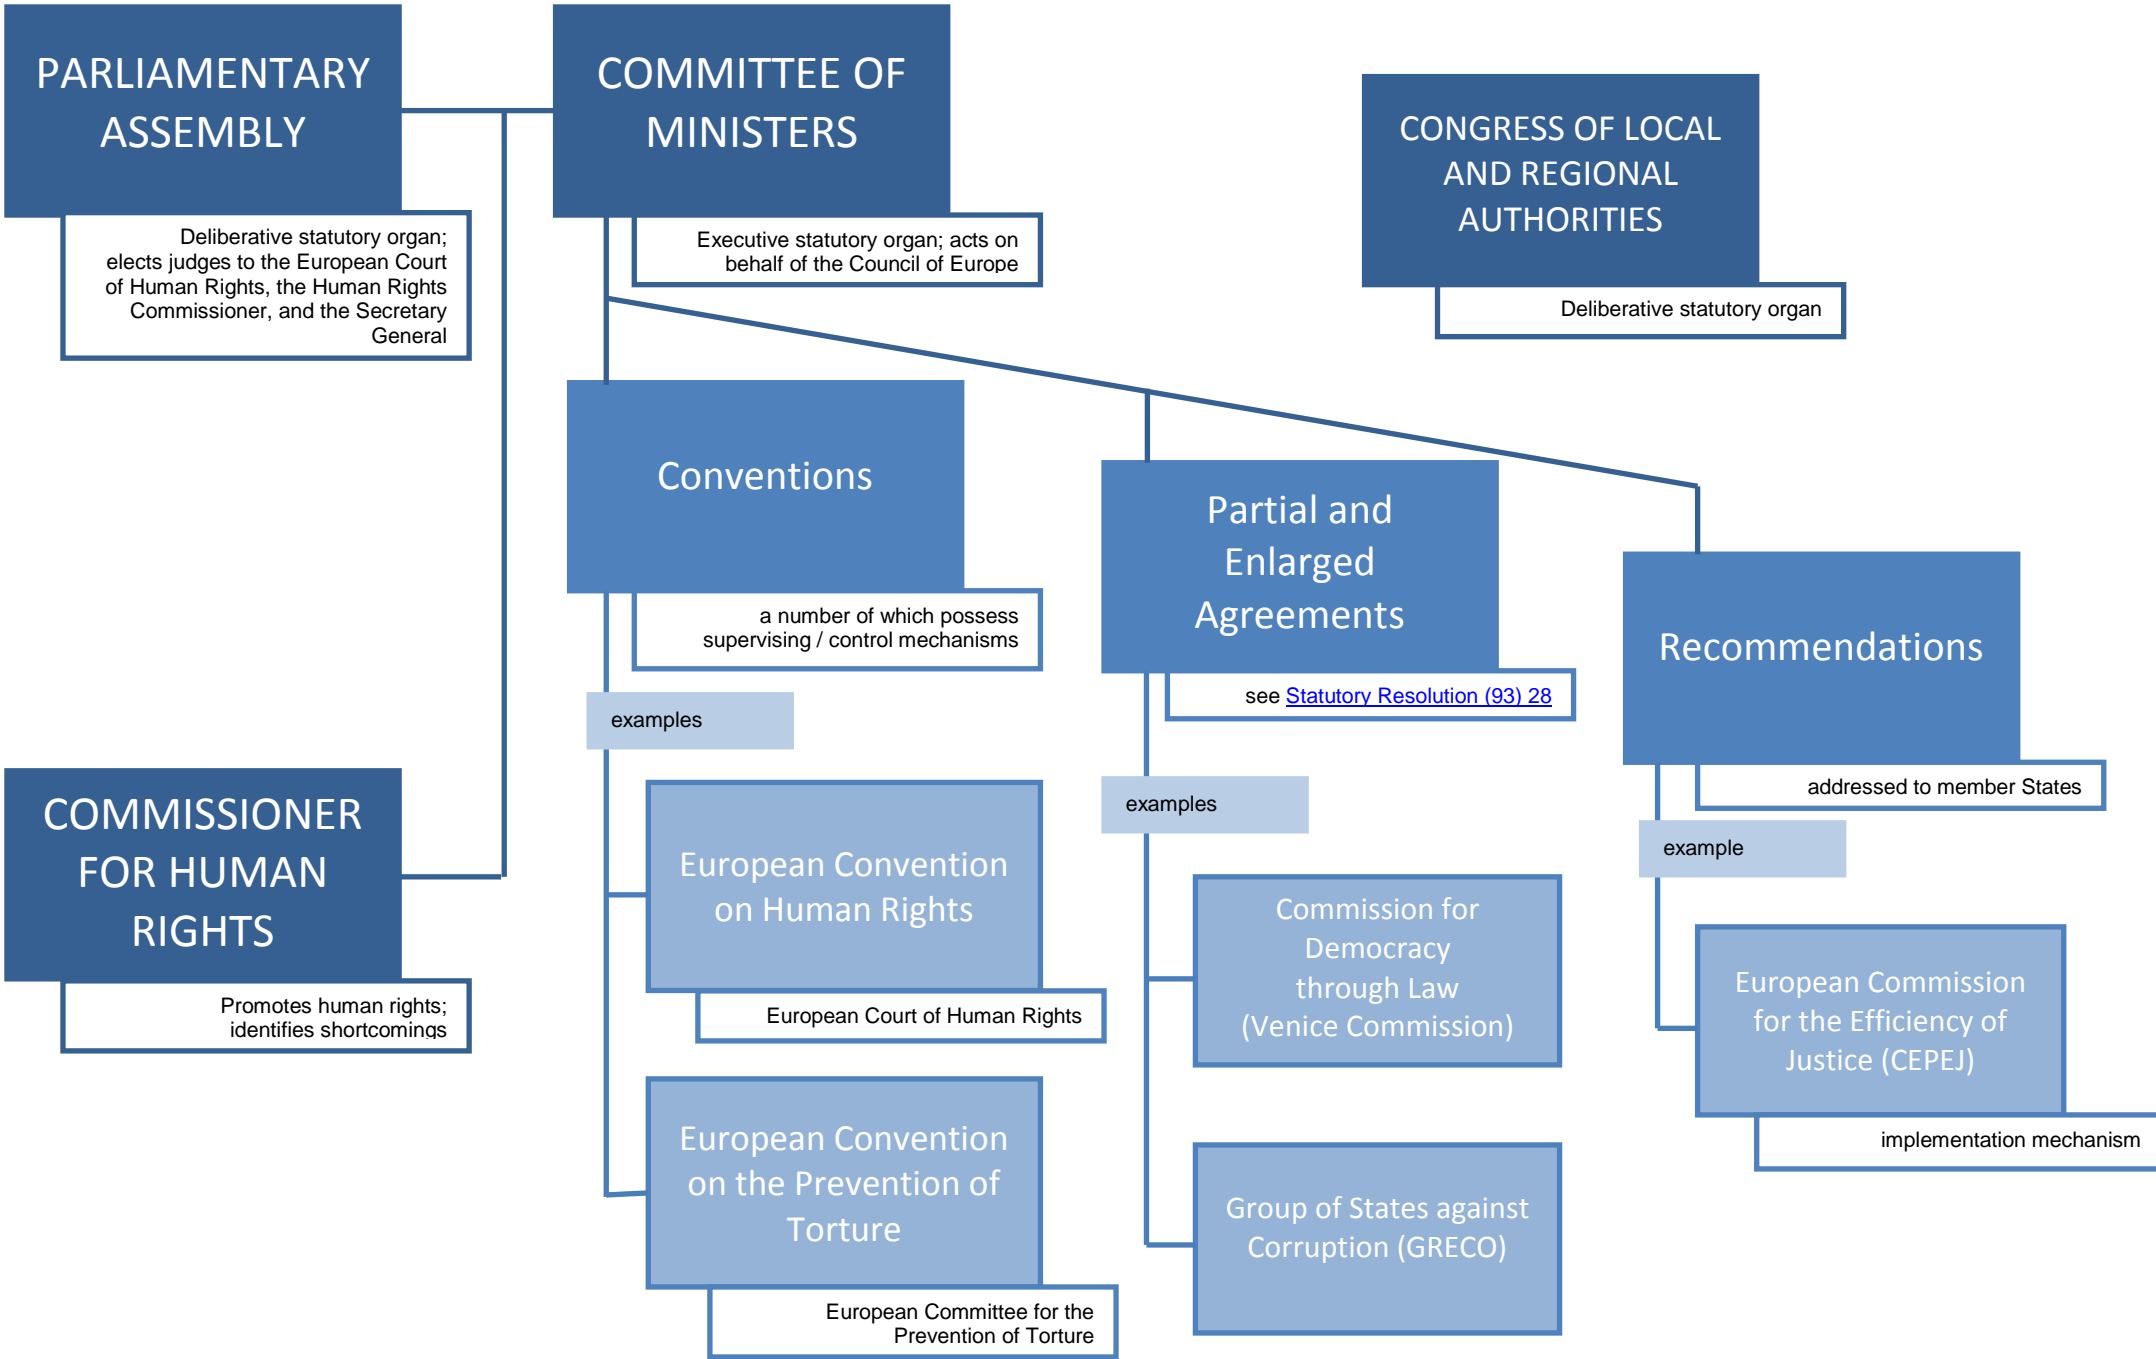 PARLIAMENTARY
ASSEMBLY
Deliberative statutory organ;
elects judges to the European Court
of Human Rights, the Human Rights
Commissioner, and the Secretary
General
COMMITTEE OF
MINISTERS
Executive statutory organ; acts on
behalf of the Council of Europe
CONGRESS OF LOCAL
AND REGIONAL
AUTHORITIES
Deliberative statutory organ
Conventions
a number of which possess
supervising / control mechanisms
examples
European Convention
on Human Rights
European Court of Human Rights
European Convention
on the Prevention of
Torture
European Committee for the
Prevention of Torture
Partial and
Enlarged
Agreements
see Statutory Resolution (93) 28
examples
Commission for
Democracy
through Law
(Venice Commission)
Group of States against
Corruption (GRECO)
Recommendations
addressed to member States
example
European Commission
for the Efficiency of
Justice (CEPEJ)
implementation mechanism
COMMISSIONER
FOR HUMAN
RIGHTS
Promotes human rights;
identifies shortcomings